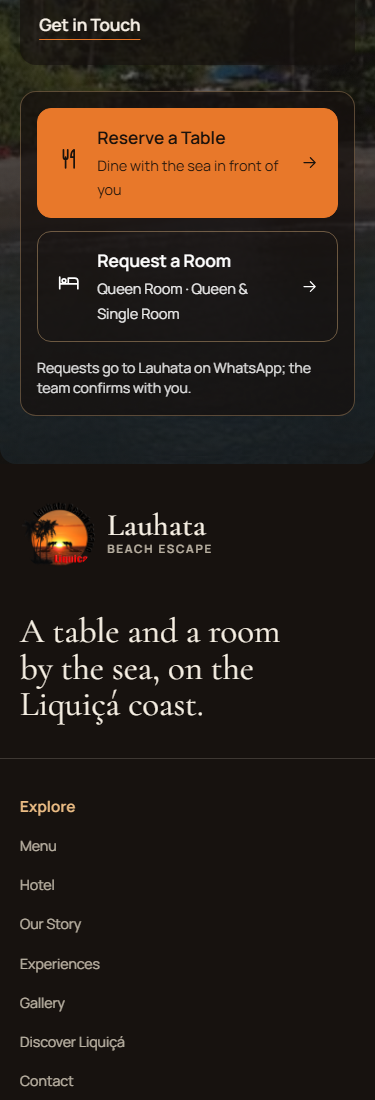 Get in Touch
Reserve a Table
Dine with the sea in front of
you
Request a Room
Queen Room · Queen &
Single Room
Requests go to Lauhata on WhatsApp; the
team confirms with you.
Liquica
Lauhata
BEACH ESCAPE
A table and a room
by the sea, on the
Liquiçá coast.
Explore
Menu
Hotel
Our Story
Experiences
Gallery
Discover Liquiçá
Contact